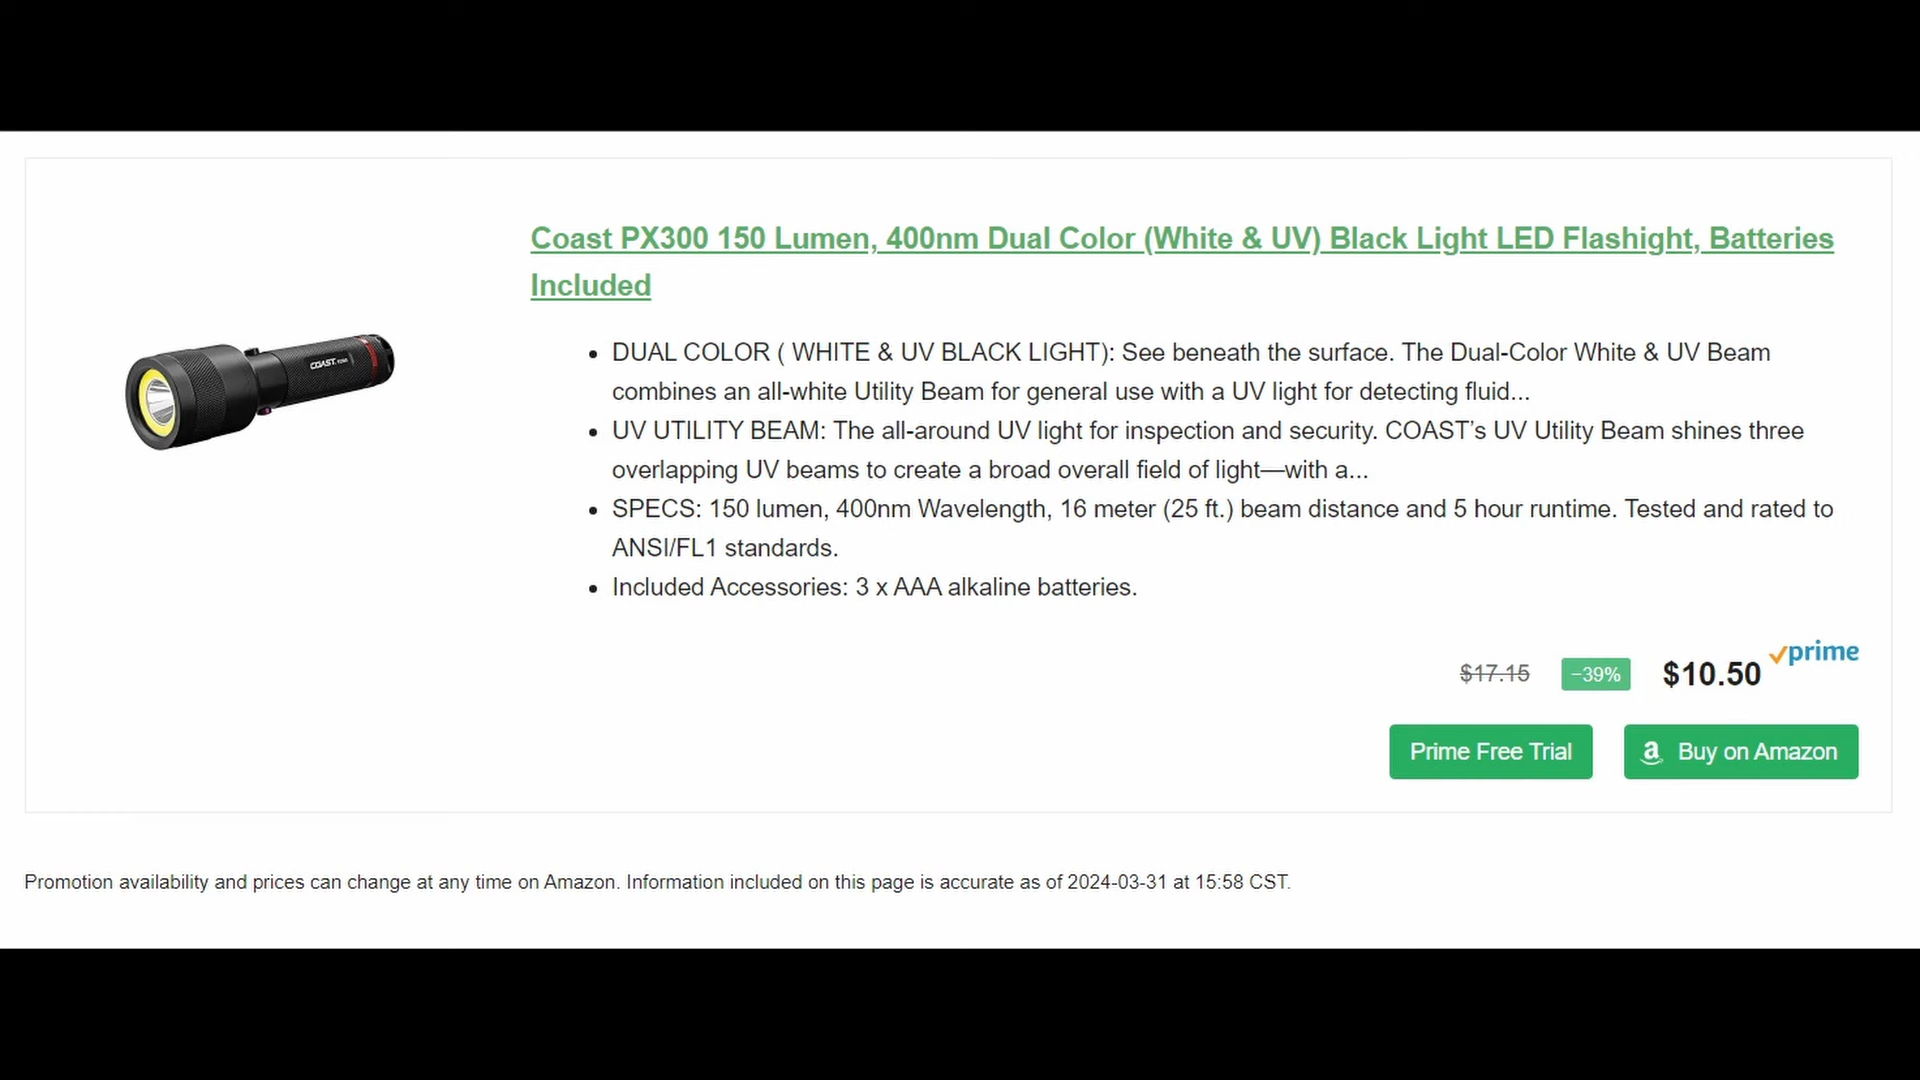 Coast PX300 150 Lumen, 400nm Dual Color (White & UV) Black Light LED Flashight, Batteries
Included
COAST
• DUAL COLOR ( WHITE & UV BLACK LIGHT): See beneath the surface. The Dual-Color White & UV Beam
combines an all-white Utility Beam for general use with a UV light for detecting fluid...
• UV UTILITY BEAM: The all-around UV light for inspection and security. COAST’s UV Utility Beam shines three
overlapping UV beams to create a broad overall field of light—with a...
• SPECS: 150 lumen, 400nm Wavelength, 16 meter (25 ft.) beam distance and 5 hour runtime. Tested and rated to
ANSI/FL1 standards.
• Included Accessories: 3 x AAA alkaline batteries.
$17.15 −39% $10.50 prime
Prime Free Trial a Buy on Amazon
Promotion availability and prices can change at any time on Amazon. Information included on this page is accurate as of 2024-03-31 at 15:58 CST.